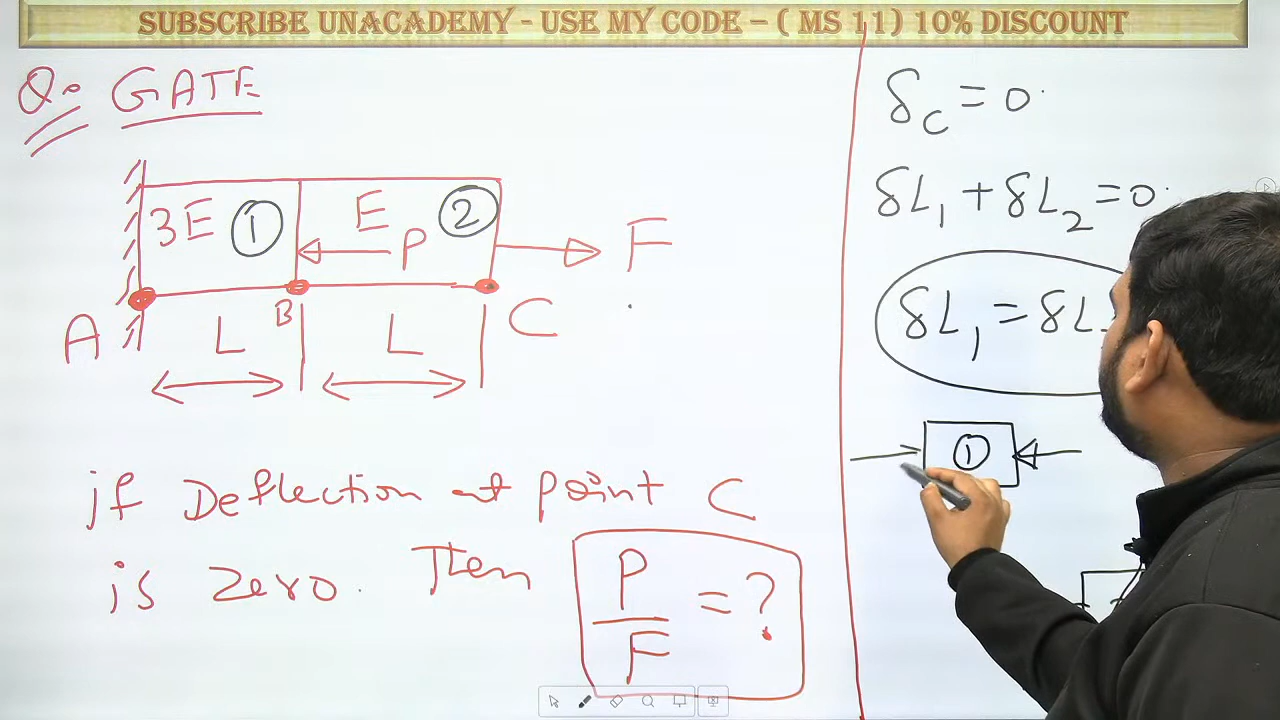 SUBSCRIBE UNACADEMY - USE MY CODE – ( MS 11) 10% DISCOUNT
Q: GATE
3E ① E ② P F
A B C
L L
if Deflection at point C
is zero. Then P/F = ?
δ_C = 0
δL₁ + δL₂ = 0
δL₁ = δL
①